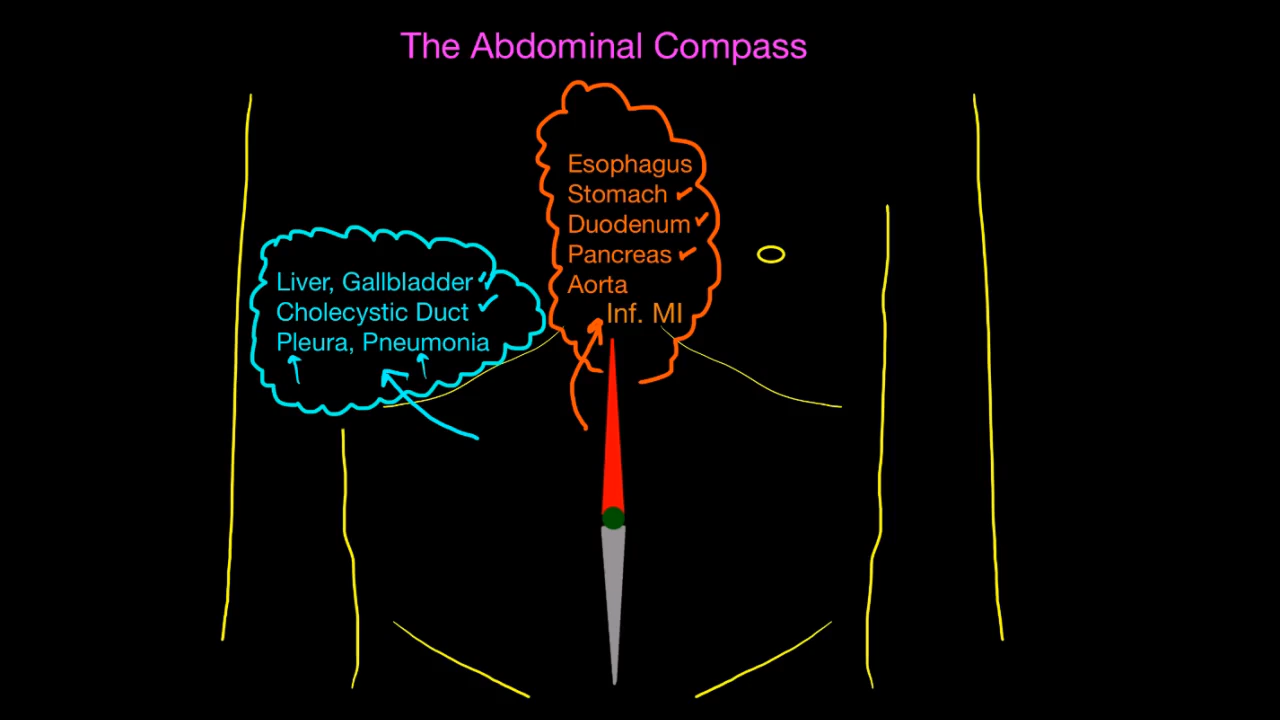 The Abdominal Compass
Esophagus
Stomach
Duodenum
Pancreas
Aorta
Inf. MI
Liver, Gallbladder
Cholecystic Duct
Pleura, Pneumonia